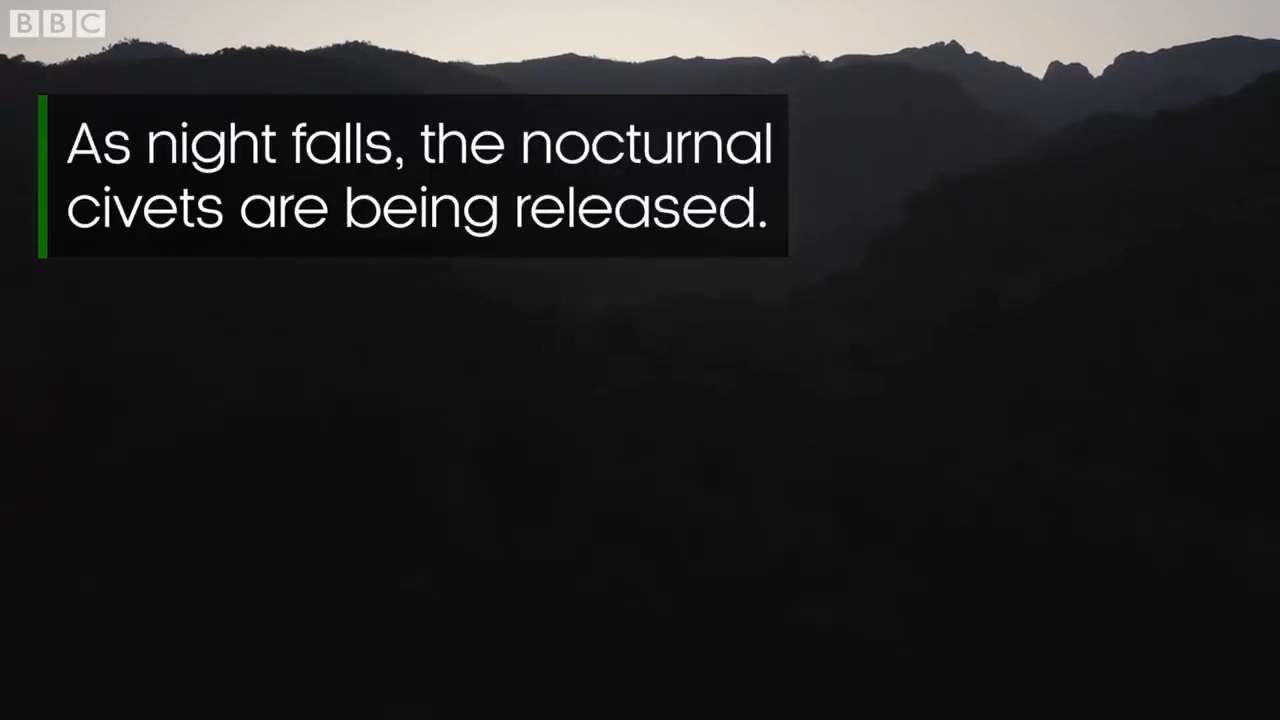 BBC
As night falls, the nocturnal
civets are being released.